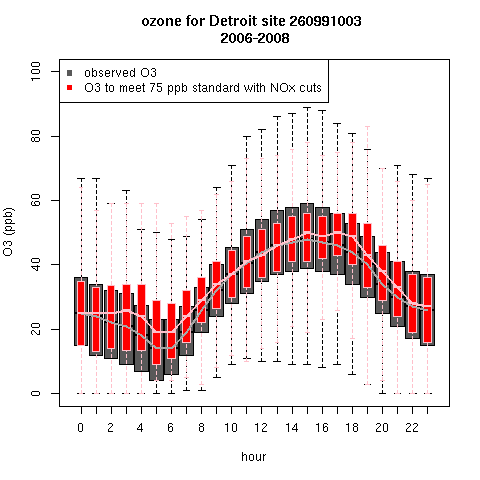 ozone for Detroit site 260991003
2006-2008
observed O3
O3 to meet 75 ppb standard with NOx cuts
O3 (ppb)
100
80
60
40
20
0
0 2 4 6 8 10 12 14 16 18 20 22
hour